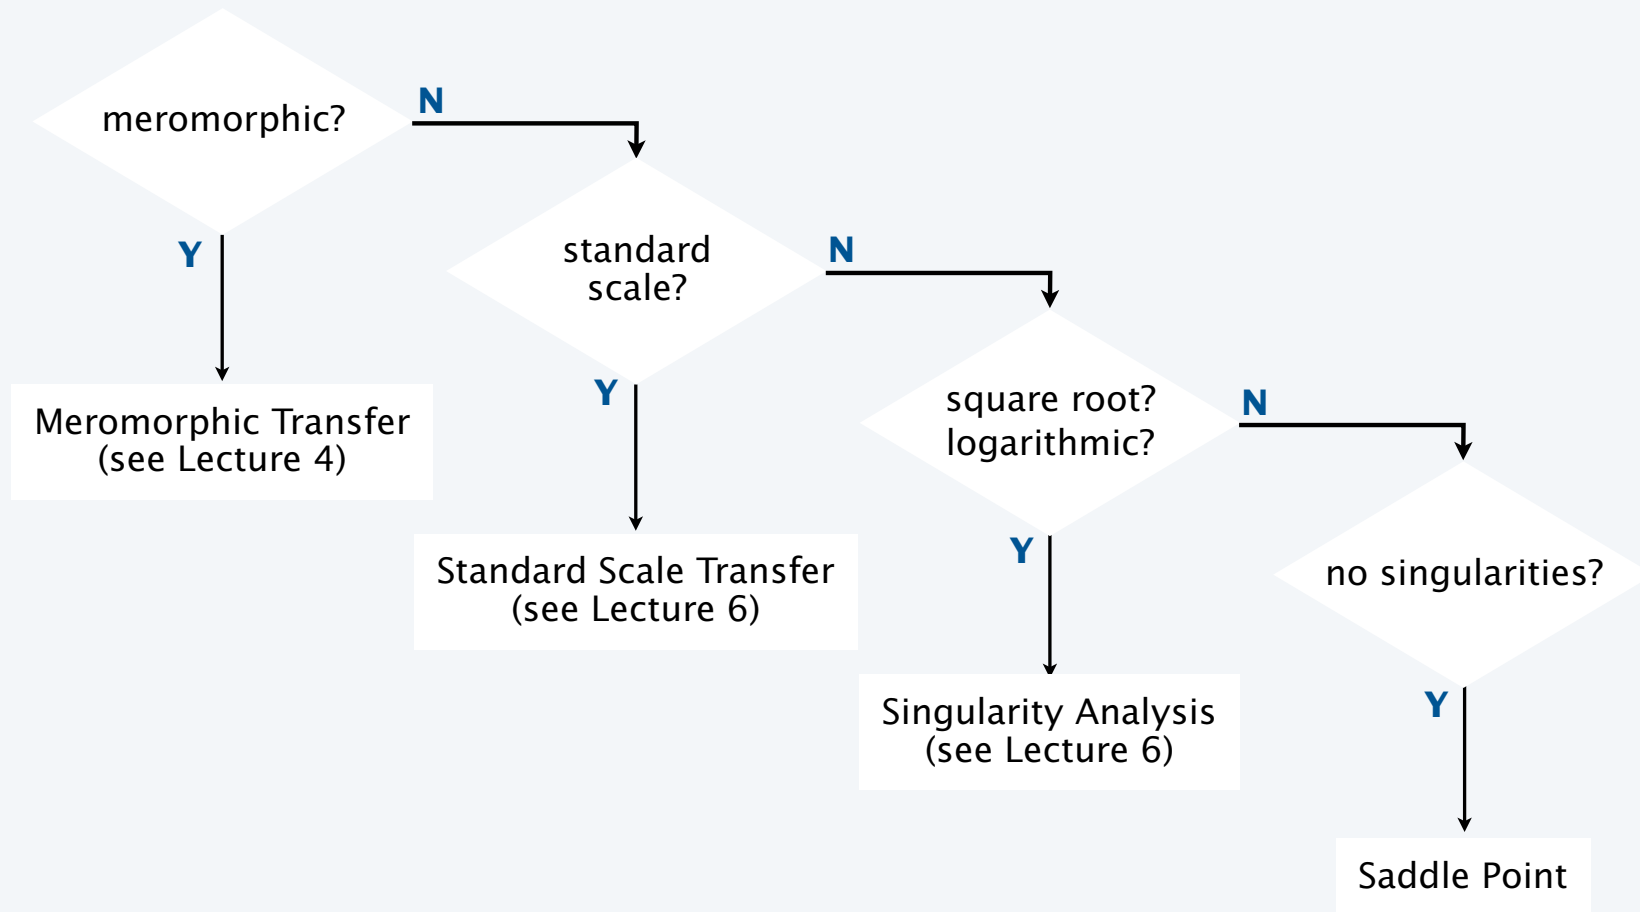 meromorphic?
N
Y
Meromorphic Transfer
(see Lecture 4)
standard
scale?
N
Y
Standard Scale Transfer
(see Lecture 6)
square root?
logarithmic?
N
Y
Singularity Analysis
(see Lecture 6)
no singularities?
Y
Saddle Point